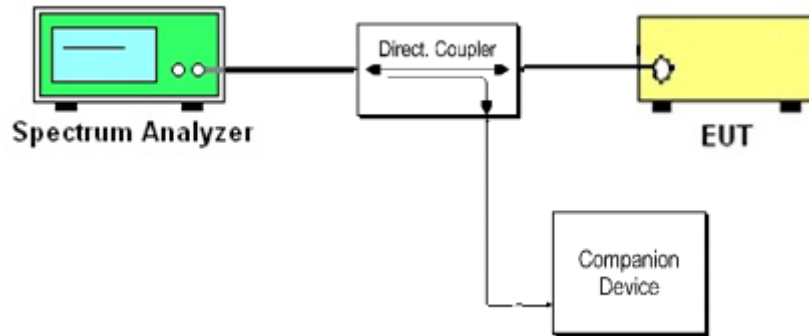 Direct. Coupler
Spectrum Analyzer
EUT
Companion
Device